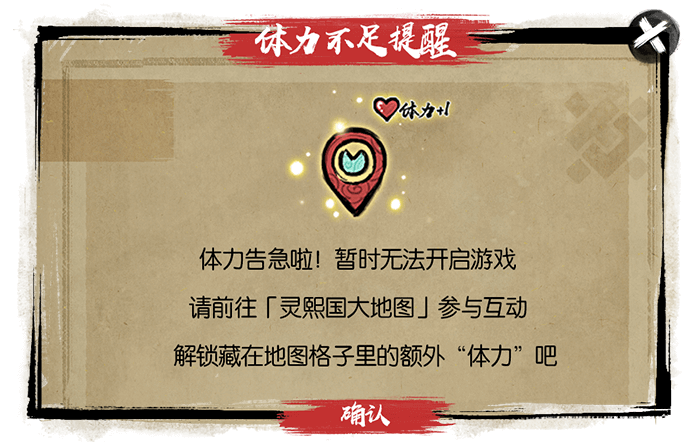 体力不足提醒
体力+1
体力告急啦！暂时无法开启游戏
请前往「灵熙国大地图」参与互动
解锁藏在地图格子里的额外“体力”吧
确认